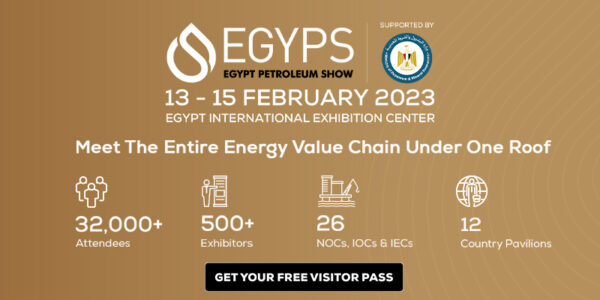 EGYPS
EGYPT PETROLEUM SHOW
SUPPORTED BY
13 - 15 FEBRUARY 2023
EGYPT INTERNATIONAL EXHIBITION CENTER
Meet The Entire Energy Value Chain Under One Roof
32,000+
Attendees
500+
Exhibitors
26
NOCs, IOCs & IECs
12
Country Pavilions
GET YOUR FREE VISITOR PASS